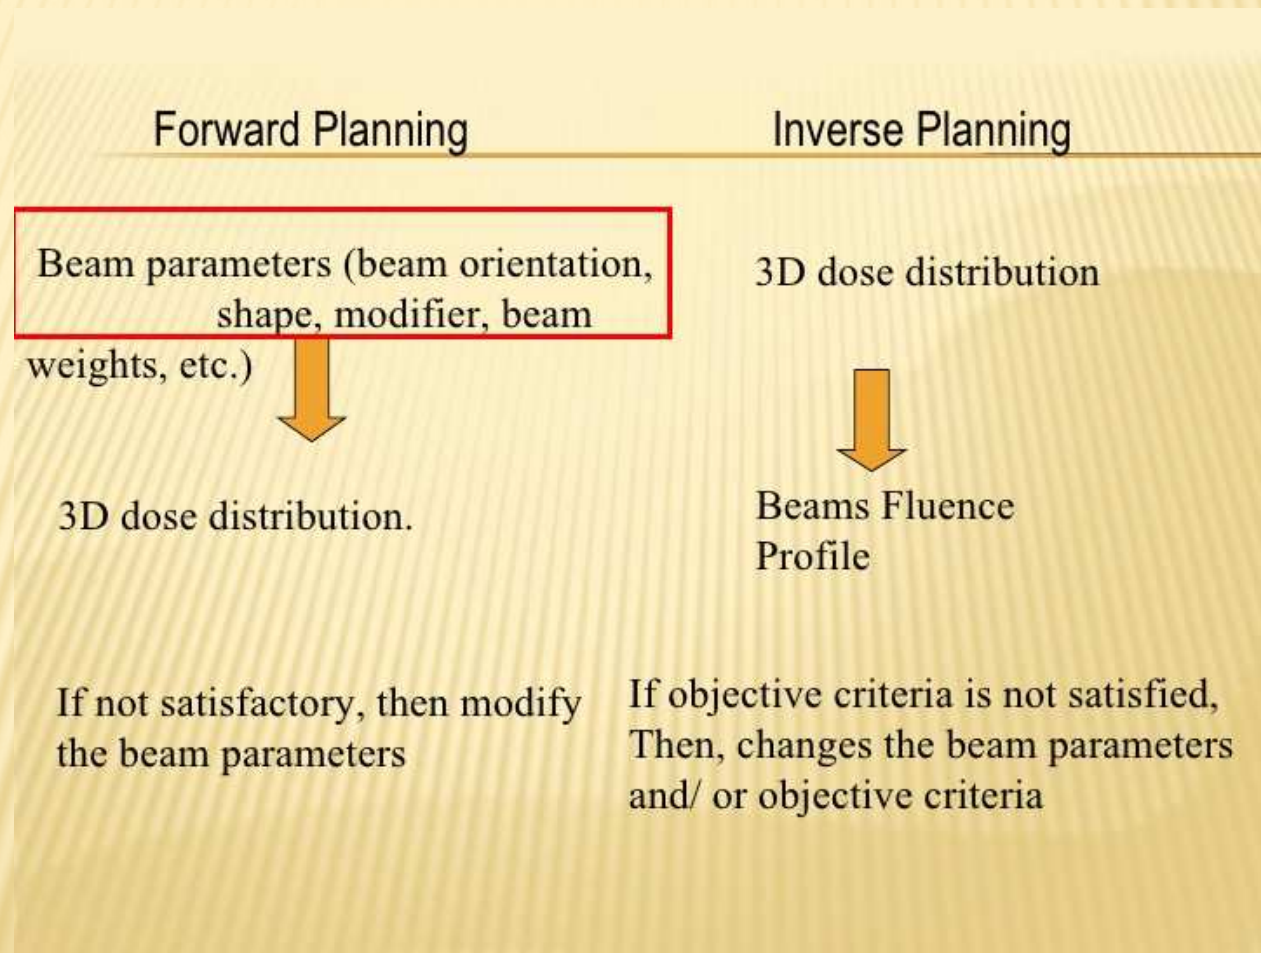 Forward Planning
Beam parameters (beam orientation,
shape, modifier, beam
weights, etc.)
3D dose distribution.
If not satisfactory, then modify
the beam parameters
Inverse Planning
3D dose distribution
Beams Fluence
Profile
If objective criteria is not satisfied,
Then, changes the beam parameters
and/ or objective criteria